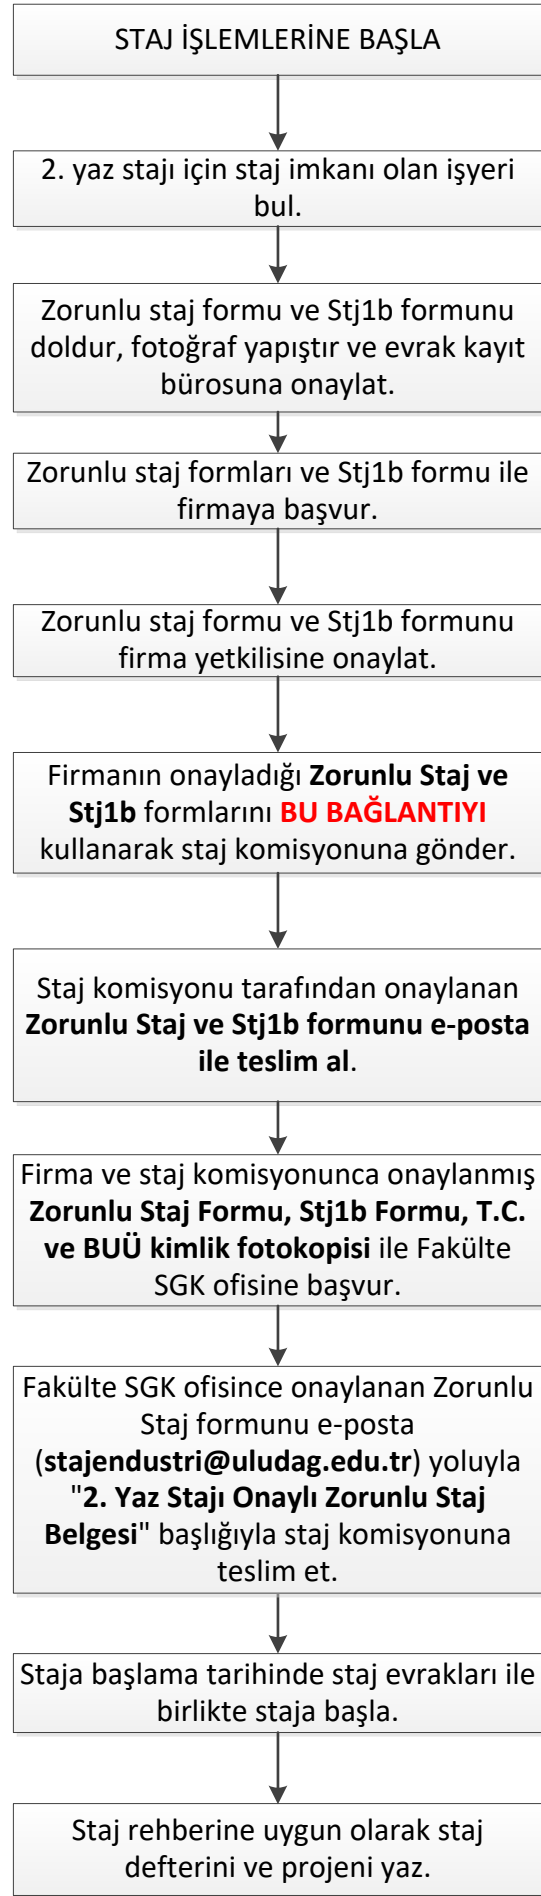 STAJ İŞLEMLERİNE BAŞLA
2. yaz stajı için staj imkanı olan işyeri
bul.
Zorunlu staj formu ve Stj1b formunu
doldur, fotoğraf yapıştır ve evrak kayıt
bürosuna onaylat.
Zorunlu staj formları ve Stj1b formu ile
firmaya başvur.
Zorunlu staj formu ve Stj1b formunu
firma yetkilisine onaylat.
Firmanın onayladığı Zorunlu Staj ve
Stj1b formlarını BU BAĞLANTIYI
kullanarak staj komisyonuna gönder.
Staj komisyonu tarafından onaylanan
Zorunlu Staj ve Stj1b formunu e-posta
ile teslim al.
Firma ve staj komisyonunca onaylanmış
Zorunlu Staj Formu, Stj1b Formu, T.C.
ve BUÜ kimlik fotokopisi ile Fakülte
SGK ofisine başvur.
Fakülte SGK ofisince onaylanan Zorunlu
Staj formunu e-posta
(stajendustri@uludag.edu.tr) yoluyla
"2. Yaz Stajı Onaylı Zorunlu Staj
Belgesi" başlığıyla staj komisyonuna
teslim et.
Staja başlama tarihinde staj evrakları ile
birlikte staja başla.
Staj rehberine uygun olarak staj
defterini ve projeni yaz.